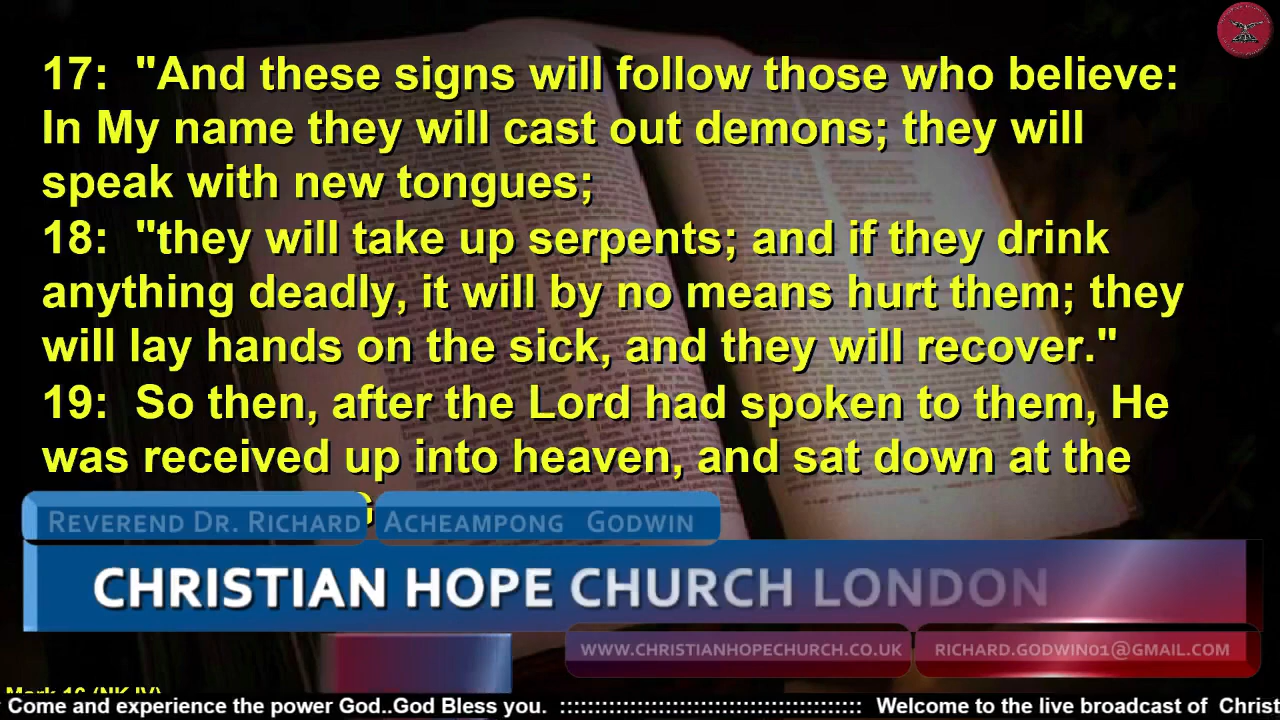 17: "And these signs will follow those who believe:
In My name they will cast out demons; they will
speak with new tongues;
18: "they will take up serpents; and if they drink
anything deadly, it will by no means hurt them; they
will lay hands on the sick, and they will recover."
19: So then, after the Lord had spoken to them, He
was received up into heaven, and sat down at the
REVEREND DR. RICHARD ACHEAMPONG GODWIN
CHRISTIAN HOPE CHURCH LONDON
WWW.CHRISTIANHOPECHURCH.CO.UK RICHARD.GODWIN01@GMAIL.COM
Mark 16 (NKJV)
Come and experience the power God..God Bless you. :::::::::::::::::::::::::::::::::::::::::::: Welcome to the live broadcast of Christ